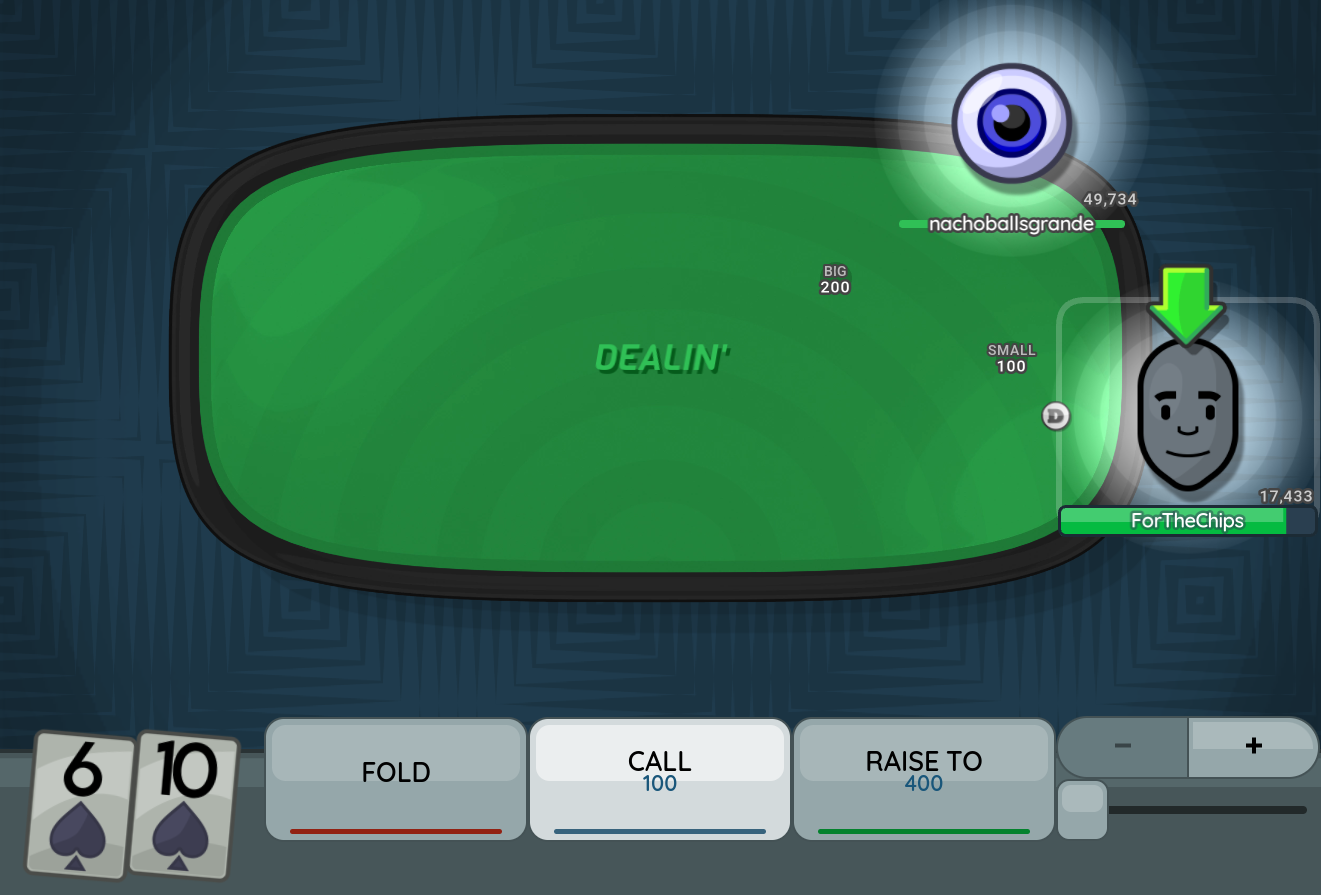 49,734
nachoballsgrande
BIG
200
DEALIN'
SMALL
100
D
17,433
ForTheChips
6
10
FOLD
CALL
100
RAISE TO
400
−
+